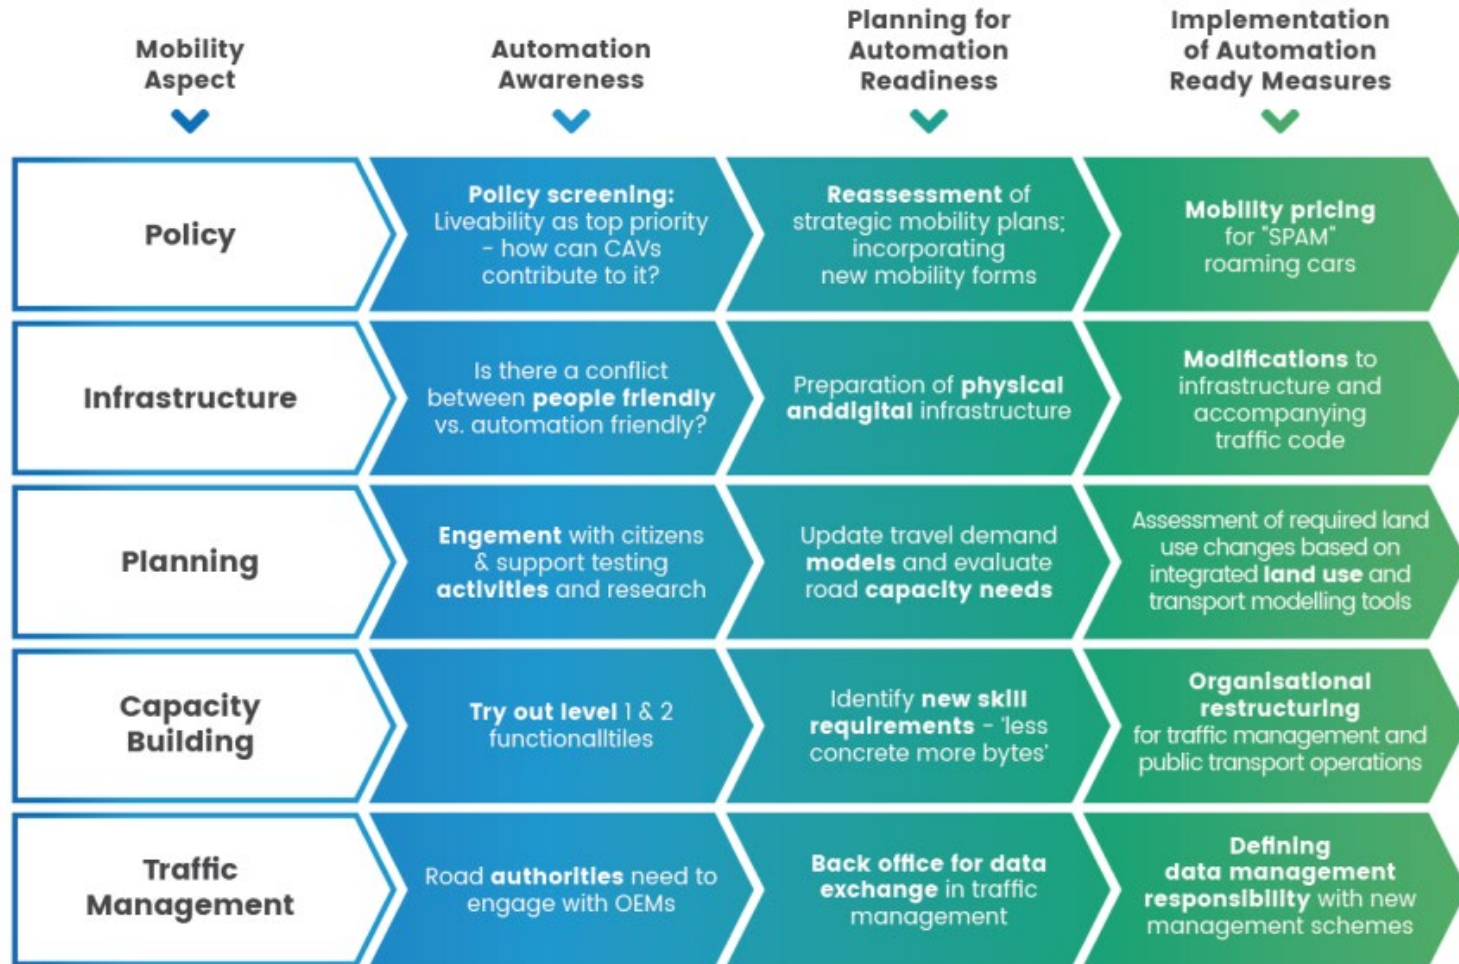 Mobility
Aspect
Automation
Awareness
Planning for
Automation
Readiness
Implementation
of Automation
Ready Measures
Policy
Policy screening:
Liveability as top priority
- how can CAVs
contribute to it?
Reassessment of
strategic mobility plans;
incorporating
new mobility forms
Mobility pricing
for "SPAM"
roaming cars
Infrastructure
Is there a conflict
between people friendly
vs. automation friendly?
Preparation of physical
anddigital infrastructure
Modifications to
infrastructure and
accompanying
traffic code
Planning
Engement with citizens
& support testing
activities and research
Update travel demand
models and evaluate
road capacity needs
Assessment of required land
use changes based on
integrated land use and
transport modelling tools
Capacity
Building
Try out level 1 & 2
functionalltiles
Identify new skill
requirements - 'less
concrete more bytes'
Organisational
restructuring
for traffic management and
public transport operations
Traffic
Management
Road authorities need to
engage with OEMs
Back office for data
exchange in traffic
management
Defining
data management
responsibility with new
management schemes